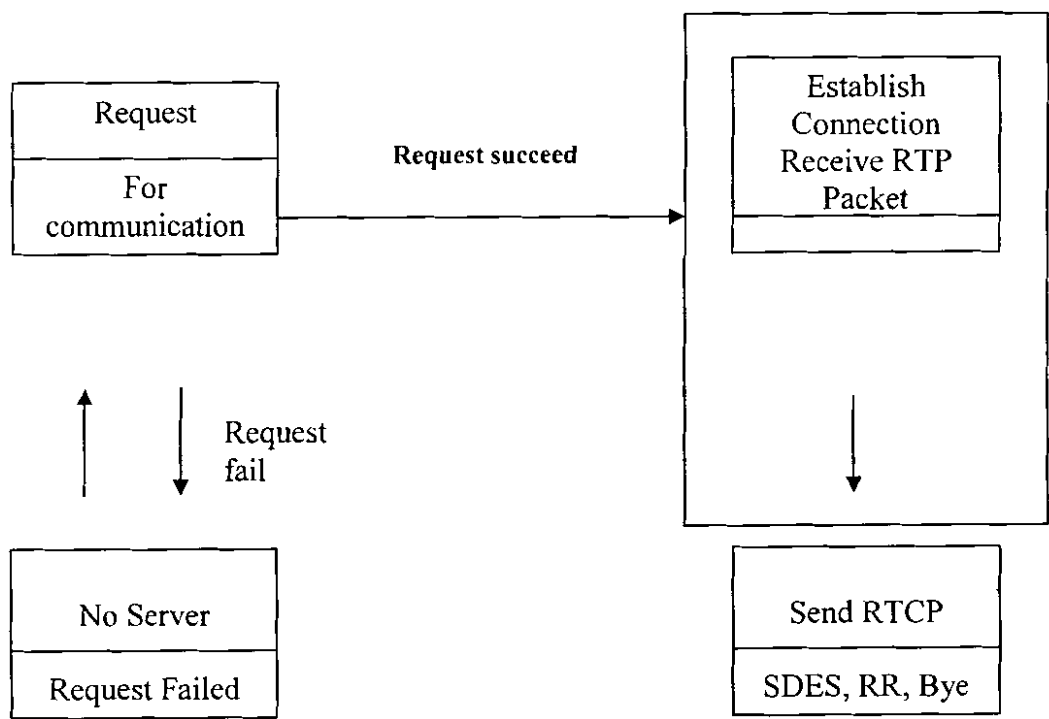 Request
For
communication
Request succeed
Establish
Connection
Receive RTP
Packet
Request
fail
No Server
Request Failed
Send RTCP
SDES, RR, Bye